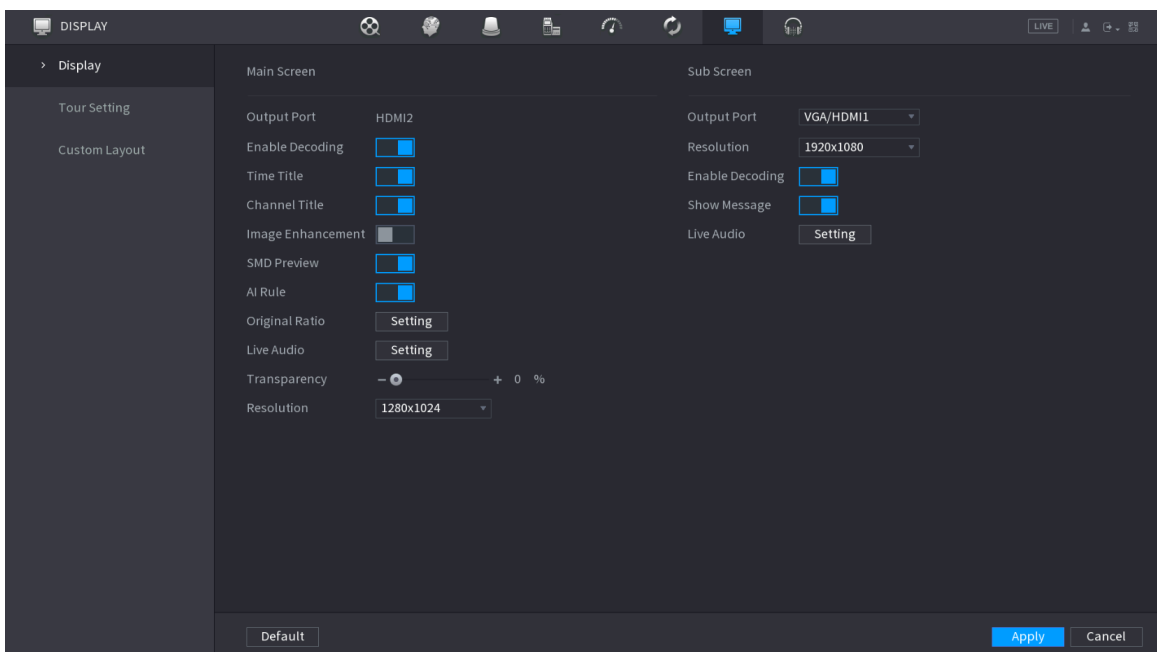 DISPLAY
LIVE
Display
Tour Setting
Custom Layout
Main Screen
Output Port HDMI2
Enable Decoding
Time Title
Channel Title
Image Enhancement
SMD Preview
AI Rule
Original Ratio Setting
Live Audio Setting
Transparency − + 0 %
Resolution 1280x1024
Sub Screen
Output Port VGA/HDMI1
Resolution 1920x1080
Enable Decoding
Show Message
Live Audio Setting
Default
Apply
Cancel